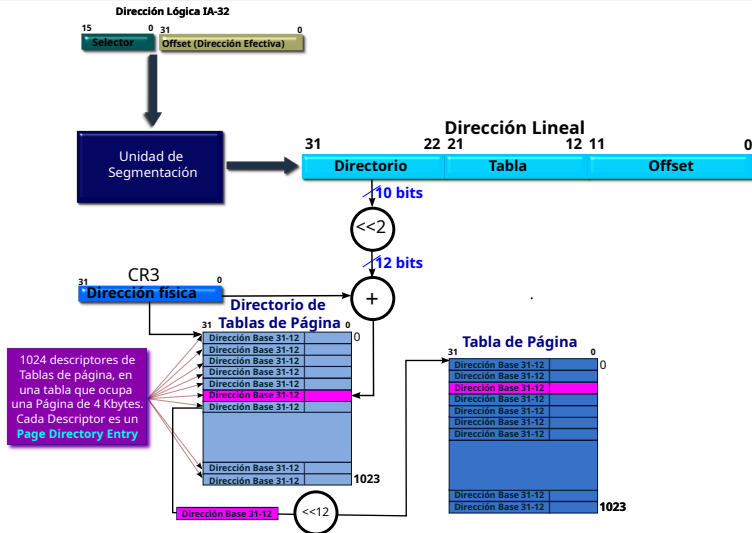 Dirección Lógica IA-32
15 0 31 0
Selector Offset (Dirección Efectiva)
Unidad de
Segmentación
Dirección Lineal
31 22 21 12 11 0
Directorio Tabla Offset
10 bits
<<2
12 bits
CR3
31 0
Dirección física
+
Directorio de
Tablas de Página
31 0
Dirección Base 31-12 0
Dirección Base 31-12
Dirección Base 31-12
Dirección Base 31-12
Dirección Base 31-12
Dirección Base 31-12
Dirección Base 31-12
Dirección Base 31-12
Dirección Base 31-12 1023
1024 descriptores de
Tablas de página, en
una tabla que ocupa
una Página de 4 Kbytes.
Cada Descriptor es un
Page Directory Entry
Dirección Base 31-12
<<12
Tabla de Página
31 0
Dirección Base 31-12 0
Dirección Base 31-12
Dirección Base 31-12
Dirección Base 31-12
Dirección Base 31-12
Dirección Base 31-12
Dirección Base 31-12
Dirección Base 31-12
Dirección Base 31-12 1023